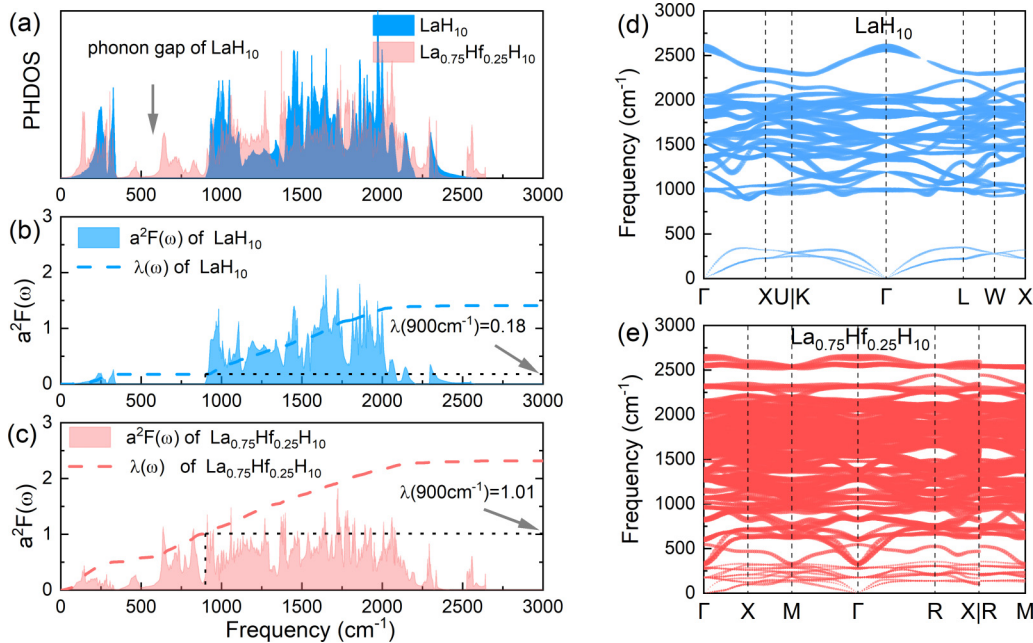 (a)
LaH10
La0.75Hf0.25H10
phonon gap of LaH10
PHDOS
0 500 1000 1500 2000 2500 3000
(b)
3
2
1
0
a²F(ω)
a²F(ω) of LaH10
λ(ω) of LaH10
λ(900cm⁻¹)=0.18
0 500 1000 1500 2000 2500 3000
(c)
3
2
1
0
a²F(ω)
a²F(ω) of La0.75Hf0.25H10
λ(ω) of La0.75Hf0.25H10
λ(900cm⁻¹)=1.01
0 500 1000 1500 2000 2500 3000
Frequency (cm⁻¹)
(d)
LaH10
3000
2500
2000
1500
1000
500
0
Frequency (cm⁻¹)
Γ XU|K Γ L W X
(e)
La0.75Hf0.25H10
3000
2500
2000
1500
1000
500
0
Frequency (cm⁻¹)
Γ X M Γ R X|R M